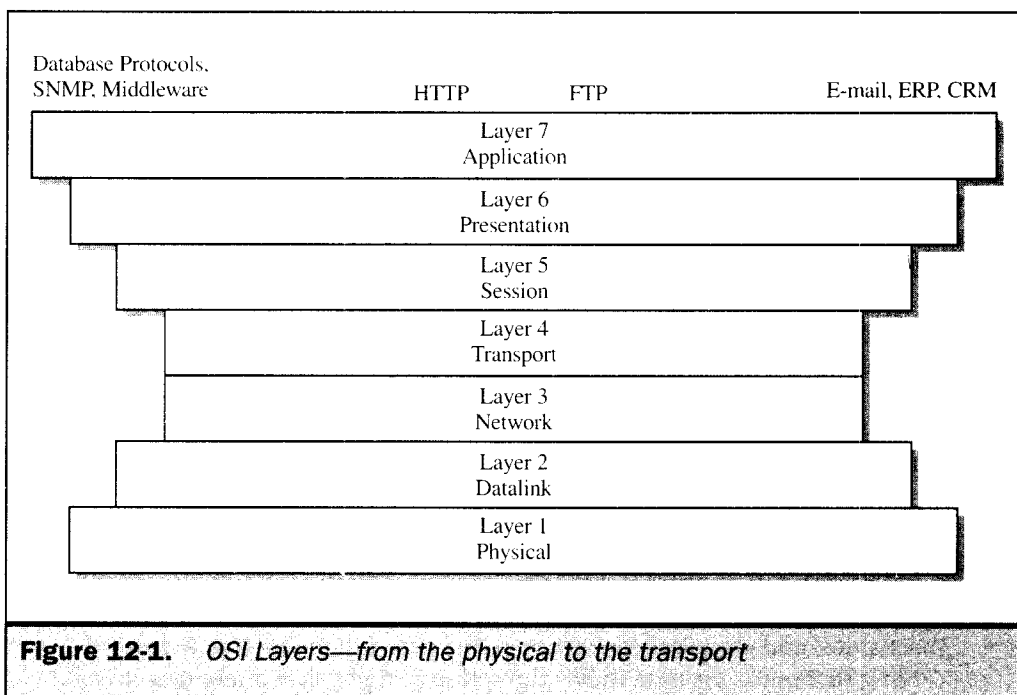 Database Protocols,
SNMP, Middleware
HTTP
FTP
E-mail, ERP, CRM
Layer 7
Application
Layer 6
Presentation
Layer 5
Session
Layer 4
Transport
Layer 3
Network
Layer 2
Datalink
Layer 1
Physical
Figure 12-1. OSI Layers—from the physical to the transport